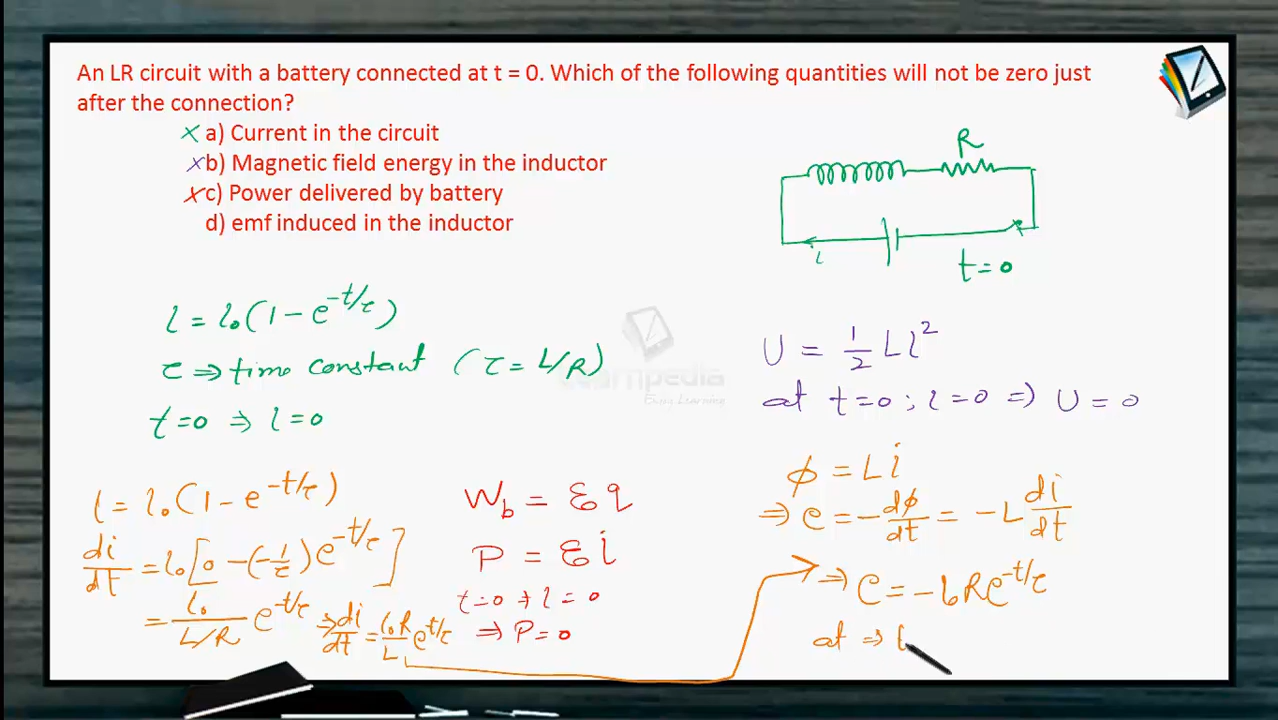 An LR circuit with a battery connected at t = 0. Which of the following quantities will not be zero just
after the connection?
× a) Current in the circuit
× b) Magnetic field energy in the inductor
× c) Power delivered by battery
d) emf induced in the inductor
R
i
t=0
i = i₀(1 - e^-t/τ)
τ ⇒ time constant (τ = L/R)
t=0 ⇒ i=0
U = 1/2 Li²
at t=0; i=0 ⇒ U = 0
i = i₀(1 - e^-t/τ)
di/dt = i₀[0 - (-1/τ)e^-t/τ]
= i₀/(L/R) e^-t/τ ⇒ di/dt = i₀R/L e^-t/τ
W_b = εq
P = εi
t=0 → i=0
⇒ P=0
ϕ = Li
⇒ e = -dϕ/dt = -L di/dt
⇒ e = -i₀Re^-t/τ
at ⇒
earnpedia